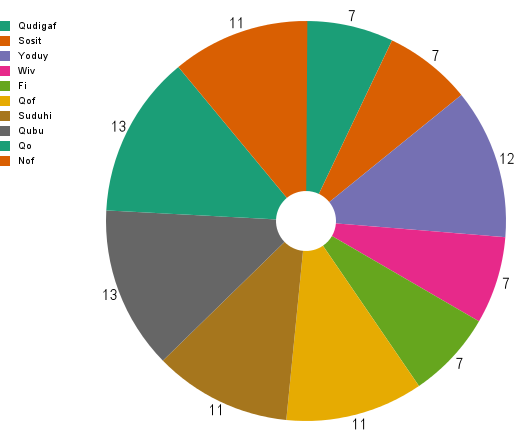 Qudigaf
Sosit
Yoduy
Wiv
Fi
Qof
Suduhi
Qubu
Qo
Nof
7
7
12
7
7
11
11
13
13
11